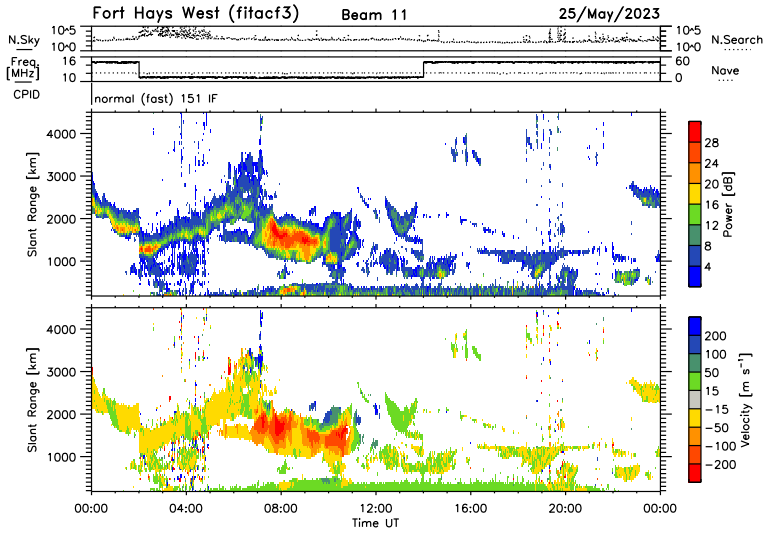 Fort Hays West (fitacf3) Beam 11 25/May/2023
N.Sky 10^5 10^0 10^5 10^0 N.Search
Freq. [MHz] 16 10 60 0 Nave
CPID normal (fast) 151 IF
Slant Range [km] 4000 3000 2000 1000
Power [dB] 28 24 20 16 12 8 4
Slant Range [km] 4000 3000 2000 1000
Velocity [m s⁻¹] 200 100 50 15 −15 −50 −100 −200
00:00 04:00 08:00 12:00 16:00 20:00 00:00
Time UT